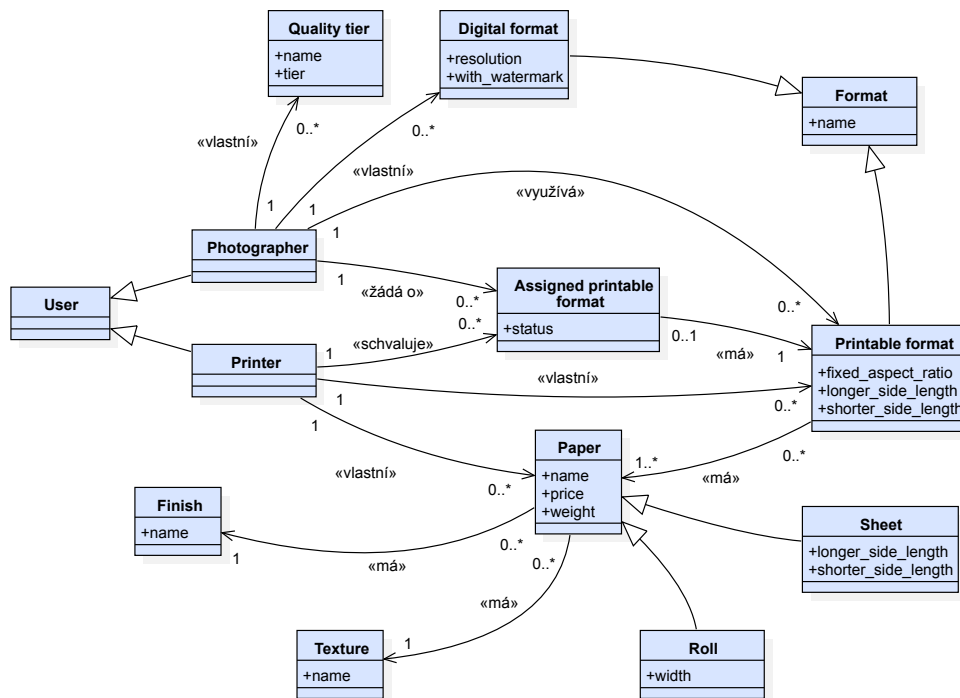 Quality tier
+name
+tier
Digital format
+resolution
+with_watermark
Format
+name
0..*
0..*
«vlastní»
«vlastní»
«využívá»
1
1
1
Photographer
1
«žádá o»
0..*
Assigned printable
format
+status
0..*
User
0..*
«schvaluje»
1
Printer
0..1
«má»
1
Printable format
+fixed_aspect_ratio
+longer_side_length
+shorter_side_length
«vlastní»
1
0..*
1
Paper
+name
+price
+weight
1..*
0..*
«má»
«vlastní»
0..*
Finish
+name
1
«má»
0..*
0..*
Sheet
+longer_side_length
+shorter_side_length
«má»
Texture
+name
1
Roll
+width